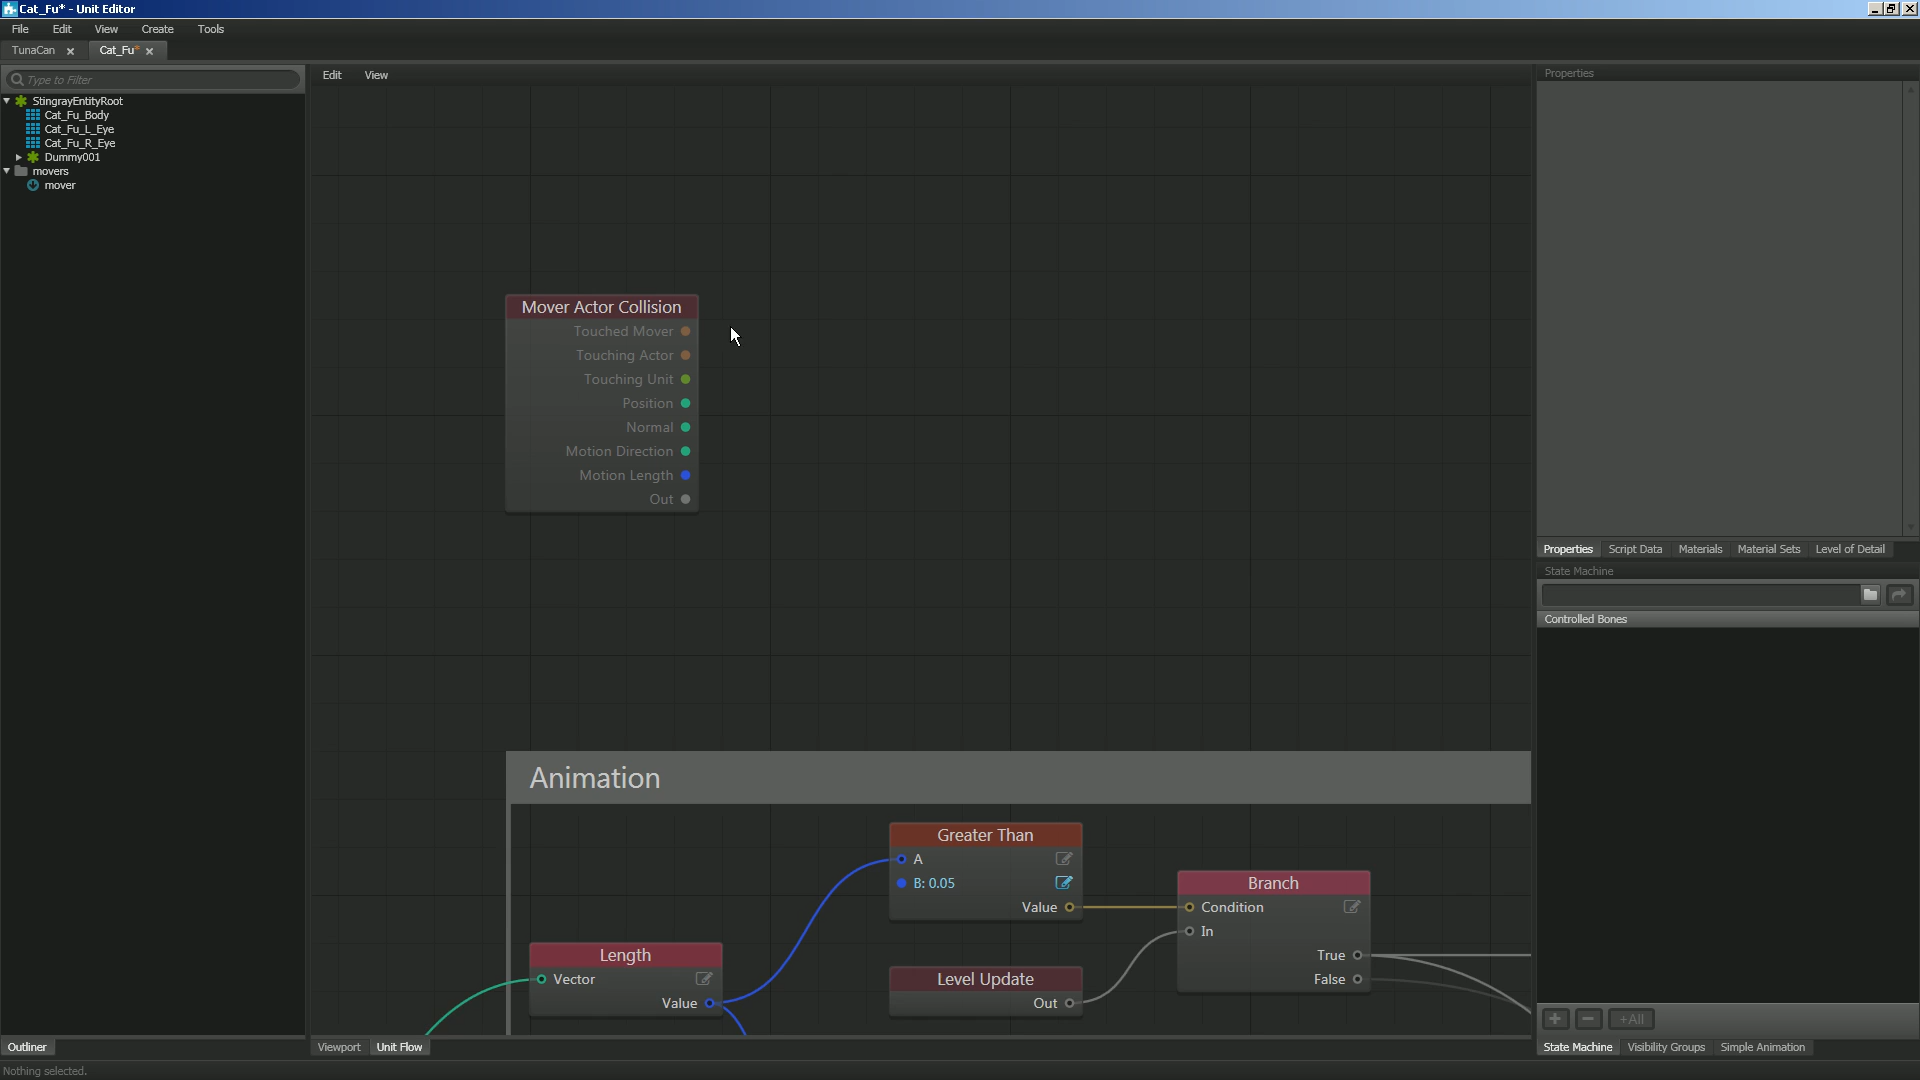 Cat_Fu* - Unit Editor
File Edit View Create Tools
TunaCan Cat_Fu*
Type to Filter
StingrayEntityRoot
Cat_Fu_Body
Cat_Fu_L_Eye
Cat_Fu_R_Eye
Dummy001
movers
mover
Outliner
Edit View
Mover Actor Collision
Touched Mover
Touching Actor
Touching Unit
Position
Normal
Motion Direction
Motion Length
Out
Animation
Greater Than
A
B: 0.05
Value
Branch
Condition
In
True
False
Length
Vector
Value
Level Update
Out
Viewport Unit Flow
Properties
Properties Script Data Materials Material Sets Level of Detail
State Machine
Controlled Bones
+All
State Machine Visibility Groups Simple Animation
Nothing selected.